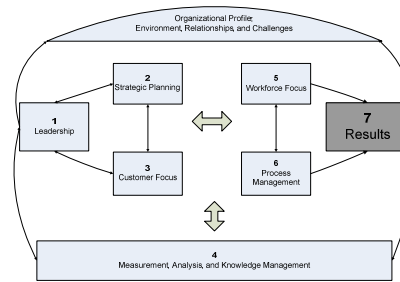 Organizational Profile:
Environment, Relationships, and Challenges
2
Strategic Planning
5
Workforce Focus
1
Leadership
7
Results
3
Customer Focus
6
Process
Management
4
Measurement, Analysis, and Knowledge Management